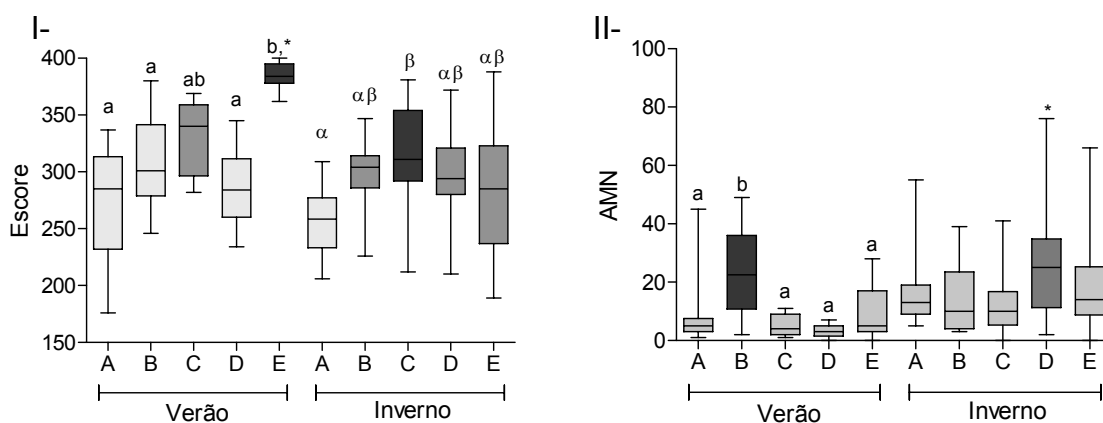 I-
Escore
400
350
300
250
200
150
a a ab a b,*
α αβ β αβ αβ
A B C D E A B C D E
Verão Inverno
II-
AMN
100
80
60
40
20
0
a b a a a *
A B C D E A B C D E
Verão Inverno